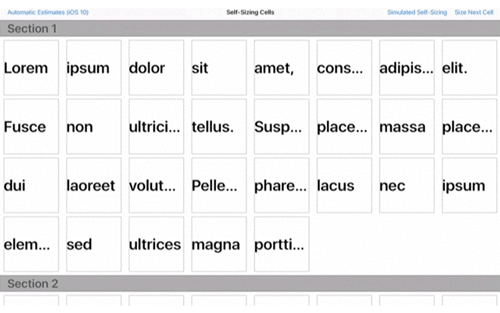 Automatic Estimates (iOS 10) Self-Sizing Cells Simulated Self-Sizing Size Next Cell
Section 1
Lorem ipsum dolor sit amet, cons... adipis... elit.
Fusce non ultrici... tellus. Susp... place... massa place...
dui laoreet volut... Pelle... phare... lacus nec ipsum
elem... sed ultrices magna portti...
Section 2